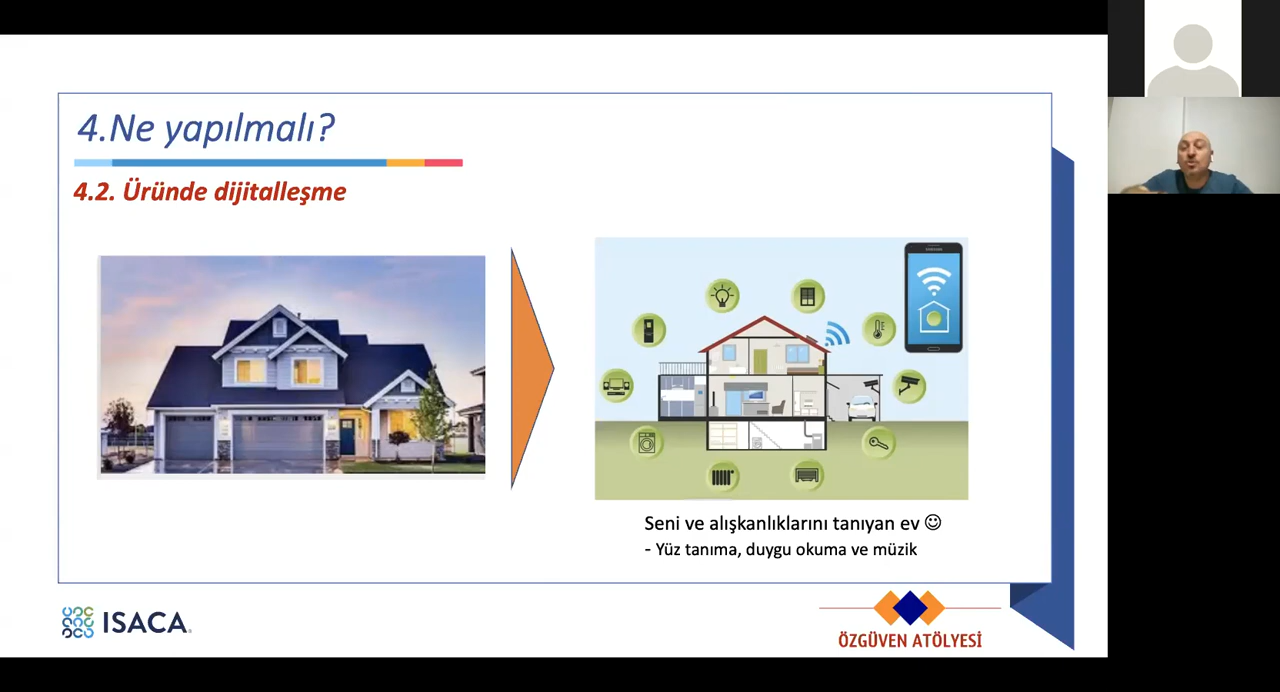 4.Ne yapılmalı?
4.2. Üründe dijitalleşme
Seni ve alışkanlıklarını tanıyan ev ☺
- Yüz tanıma, duygu okuma ve müzik
ISACA
ÖZGÜVEN ATÖLYESİ